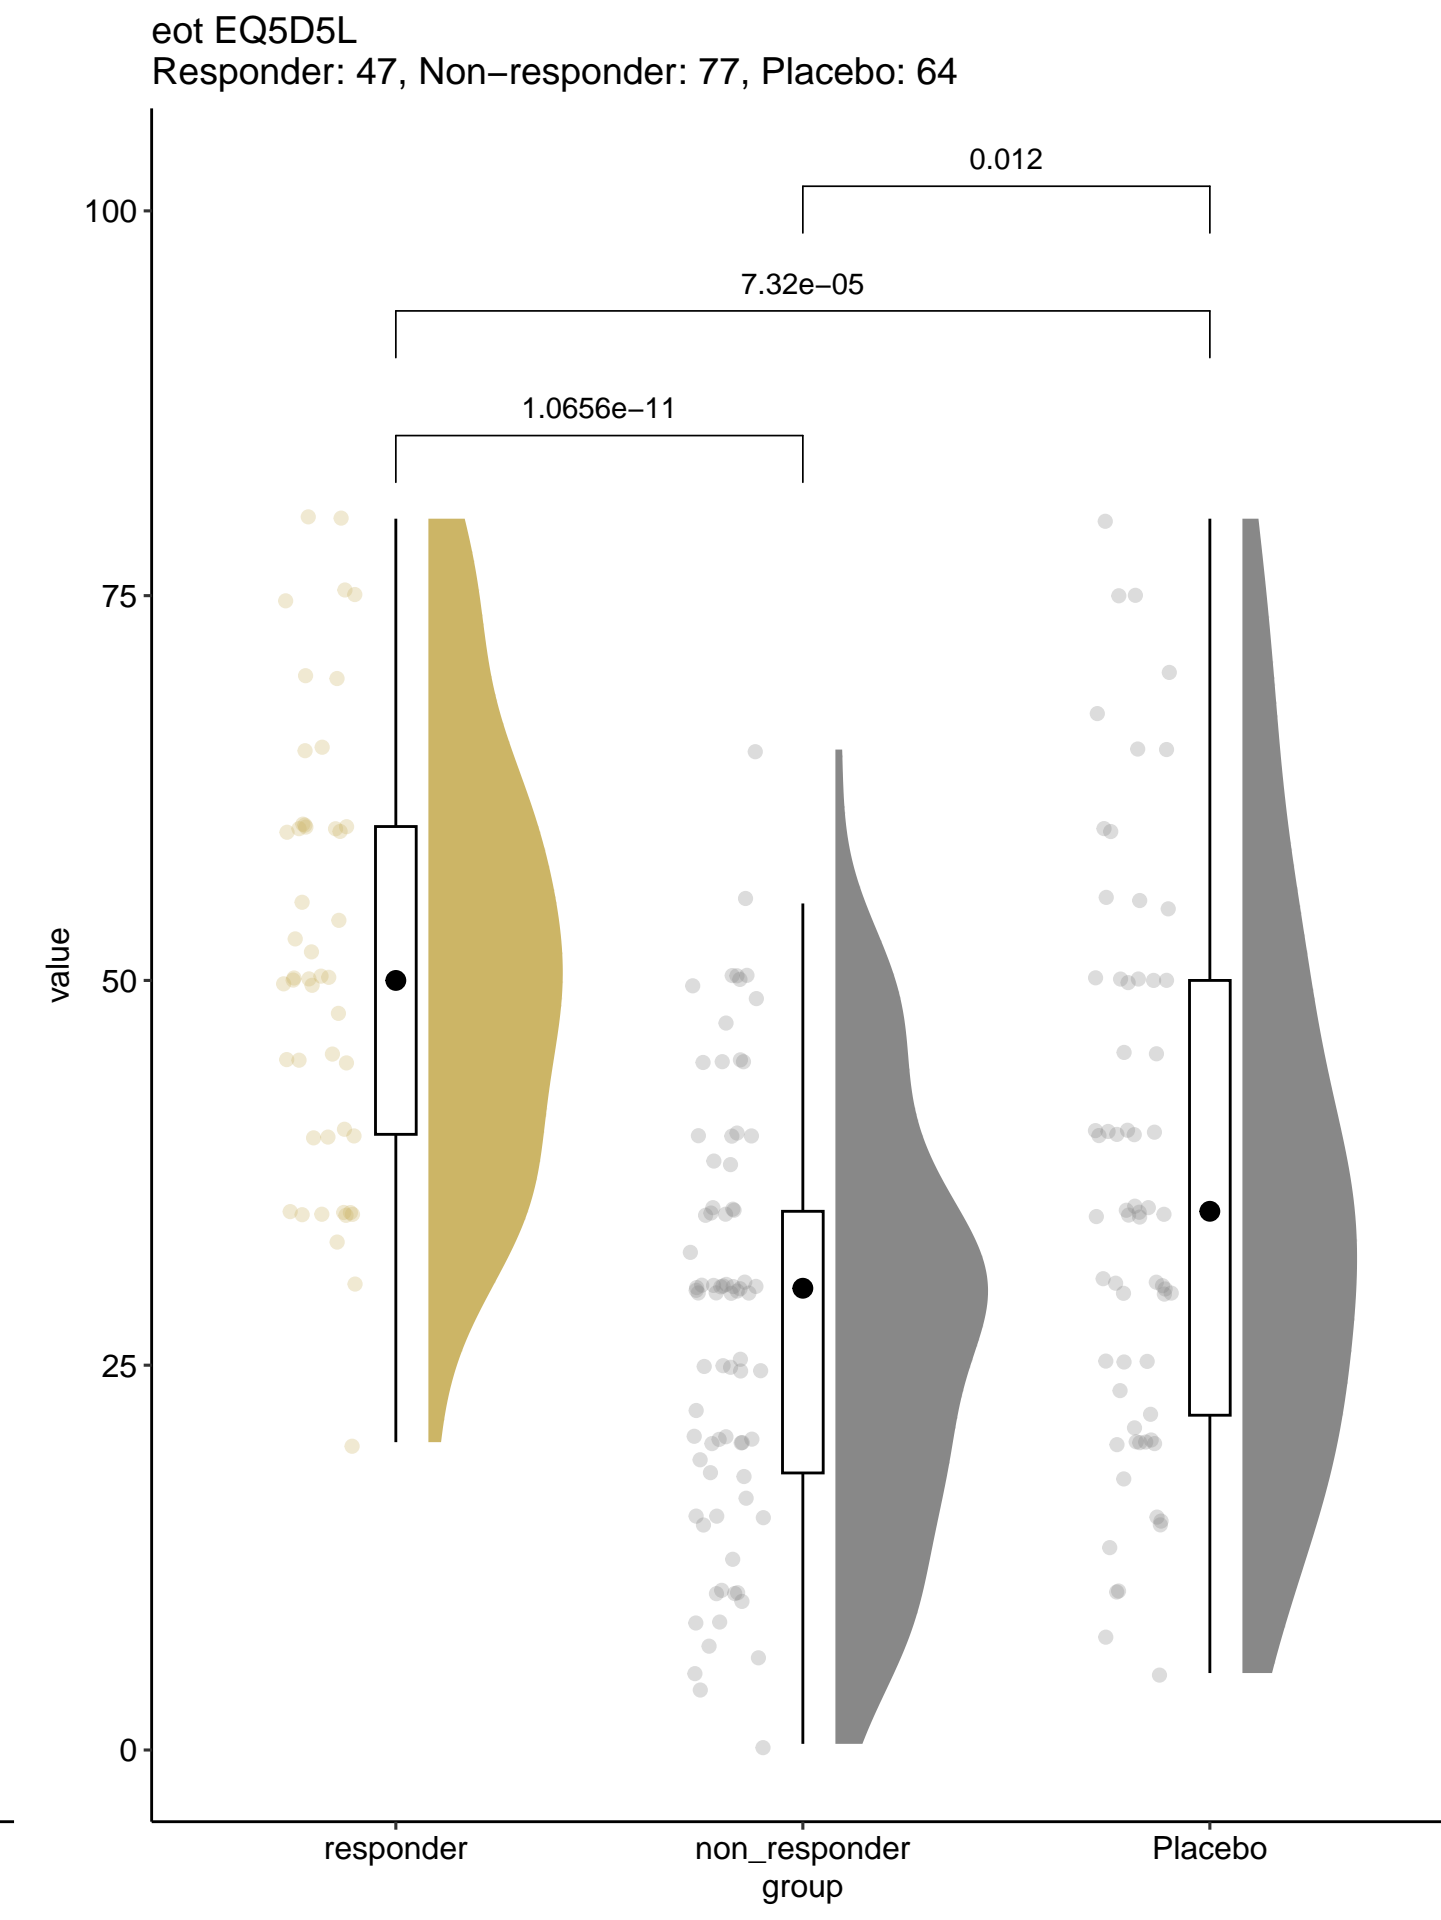 eot EQ5D5L
Responder: 47, Non−responder: 77, Placebo: 64
0.012
100
7.32e−05
1.0656e−11
75
value
50
25
0
responder non_responder Placebo
group